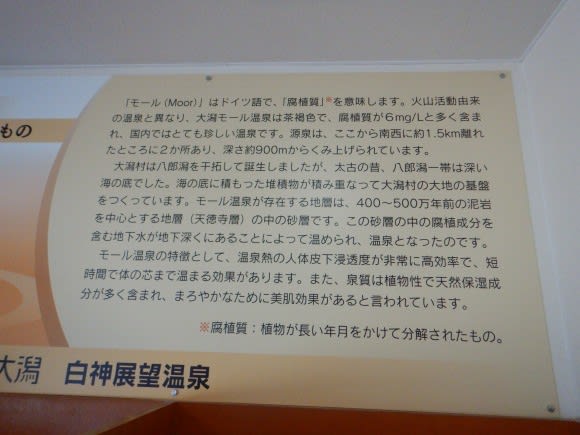 「モール（Moor）」はドイツ語で、「腐植質」※を意味します。火山活動由来
の温泉と異なり、大潟モール温泉は茶褐色で、腐植質が6mg/Lと多く含ま
れ、国内ではとても珍しい温泉です。源泉は、ここから南西に約1.5km離れ
たところに2か所あり、深さ約900mからくみ上げられています。
大潟村は八郎潟を干拓して誕生しましたが、太古の昔、八郎潟一帯は深い
海の底でした。海の底に積もった堆積物が積み重なって大潟村の大地の基盤
をつくっています。モール温泉が存在する地層は、400〜500万年前の泥岩
を中心とする地層（天徳寺層）の中の砂層です。この砂層の中の腐植成分を
含む地下水が地下深くにあることによって温められ、温泉となったのです。
モール温泉の特徴として、温泉熱の人体皮下浸透度が非常に高効率で、短
時間で体の芯まで温まる効果があります。また、泉質は植物性で天然保湿成
分が多く含まれ、まろやかなために美肌効果があると言われています。
※腐植質：植物が長い年月をかけて分解されたもの。
もの
大潟 白神展望温泉